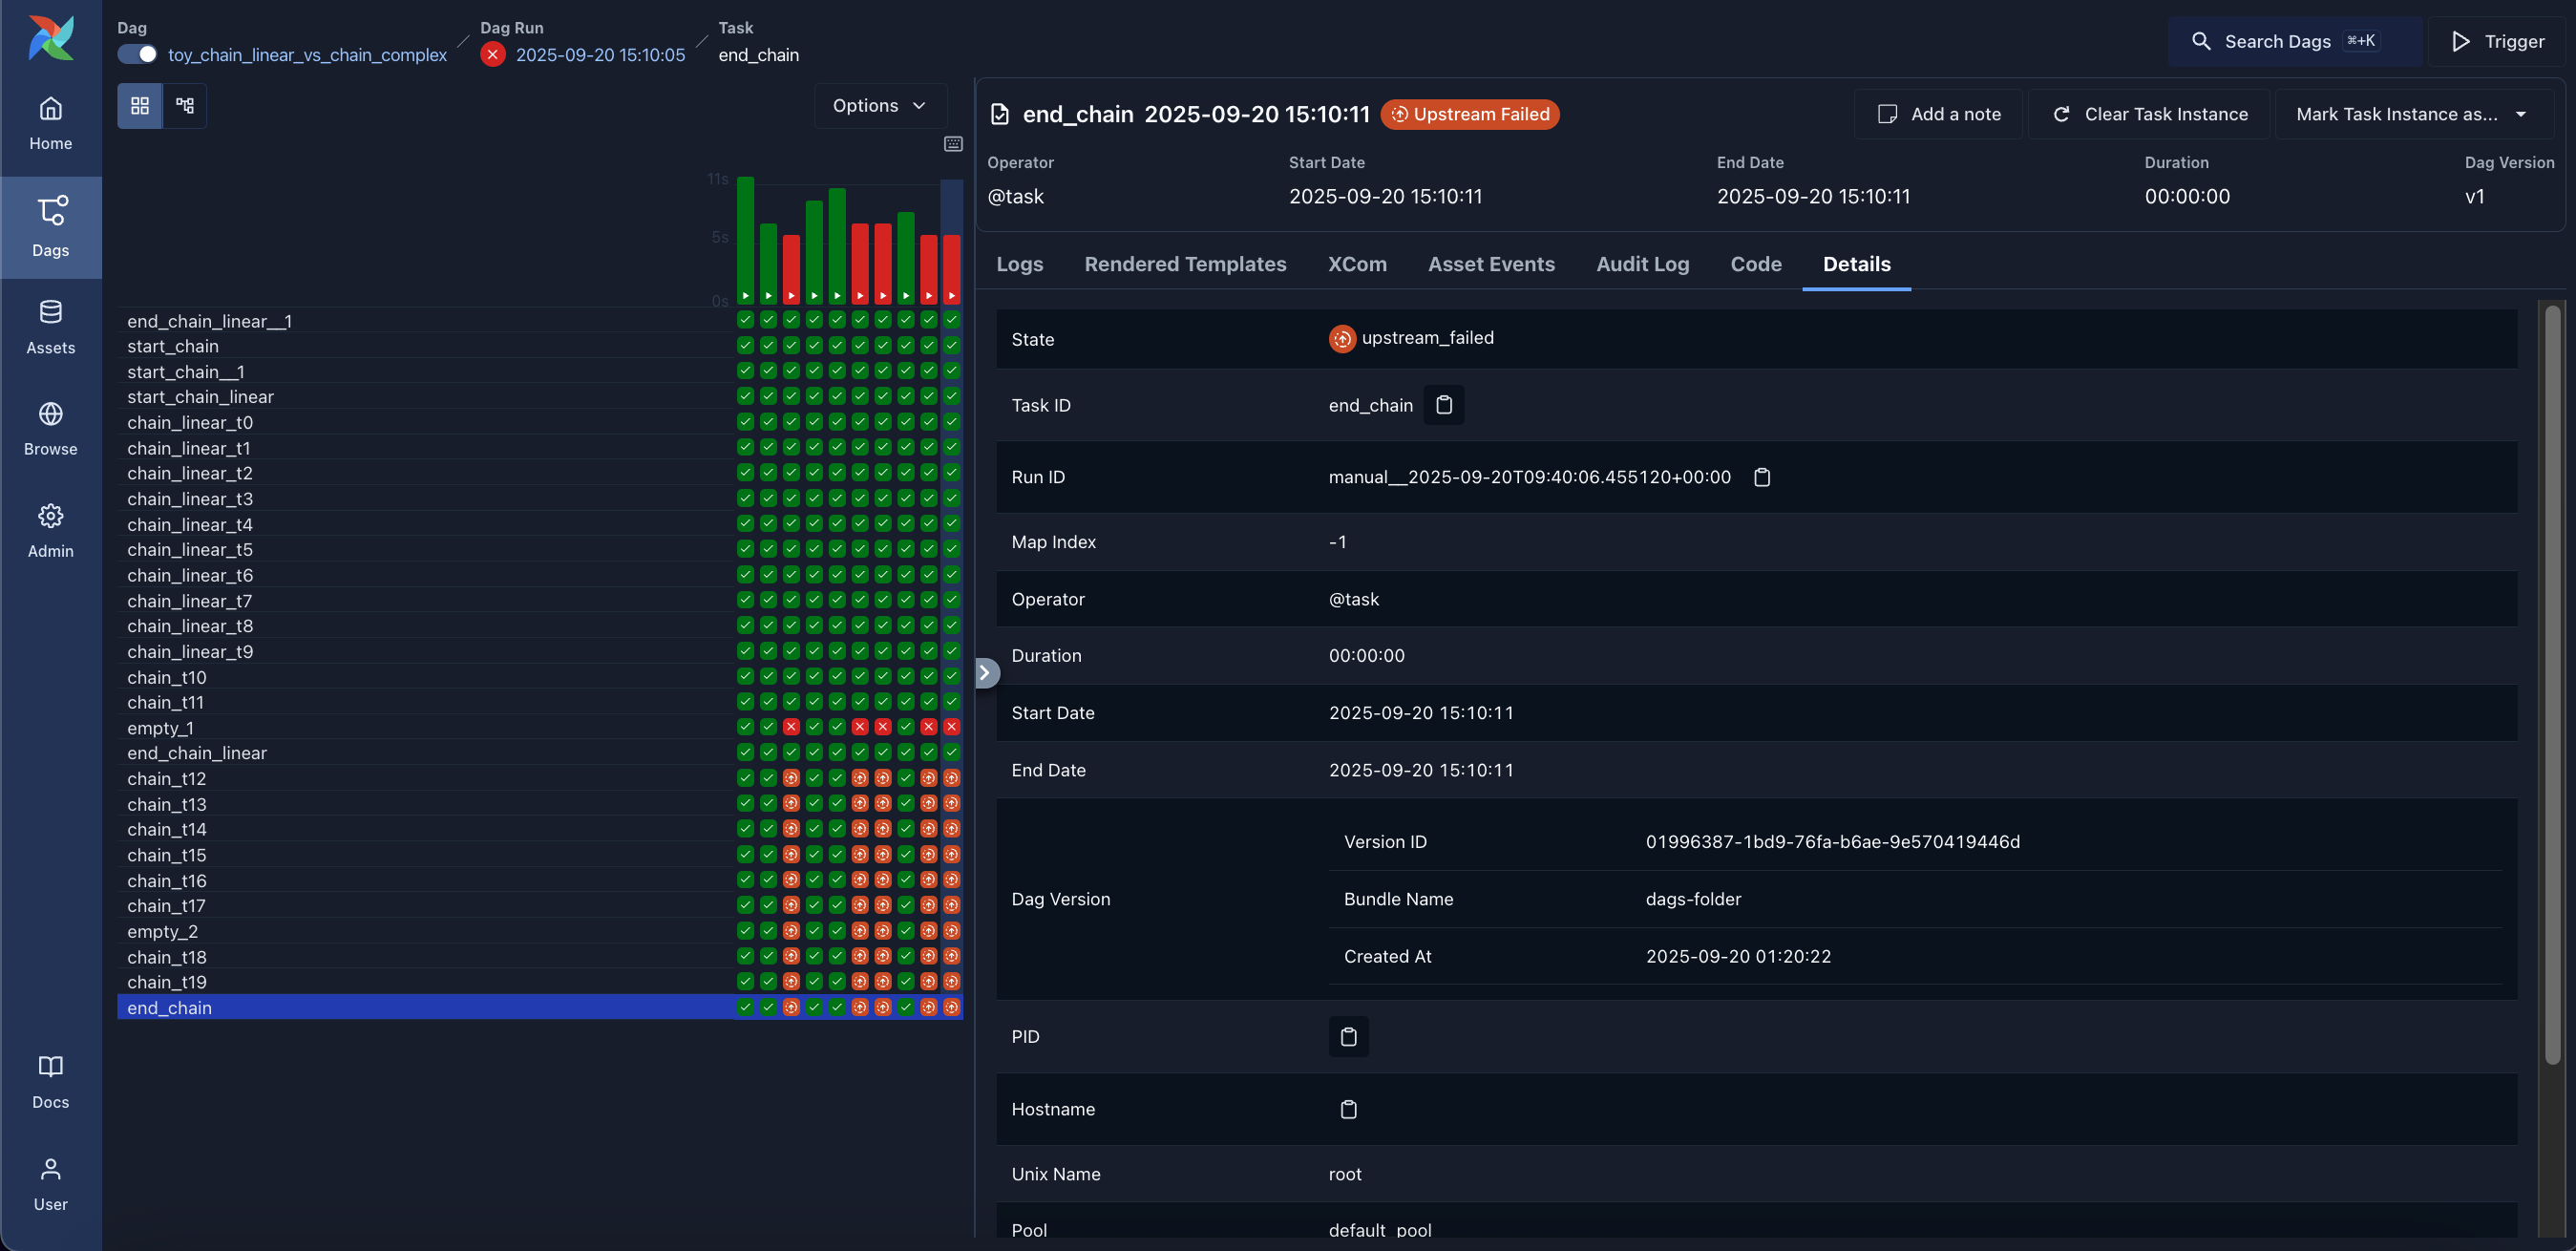 Dag
toy_chain_linear_vs_chain_complex
Dag Run
2025-09-20 15:10:05
Task
end_chain
Search Dags ⌘+K
Trigger
Home
Dags
Assets
Browse
Admin
Docs
User
Options
11s
5s
0s
end_chain_linear__1
start_chain
start_chain__1
start_chain_linear
chain_linear_t0
chain_linear_t1
chain_linear_t2
chain_linear_t3
chain_linear_t4
chain_linear_t5
chain_linear_t6
chain_linear_t7
chain_linear_t8
chain_linear_t9
chain_t10
chain_t11
empty_1
end_chain_linear
chain_t12
chain_t13
chain_t14
chain_t15
chain_t16
chain_t17
empty_2
chain_t18
chain_t19
end_chain
end_chain 2025-09-20 15:10:11 Upstream Failed
Add a note
Clear Task Instance
Mark Task Instance as...
Operator Start Date End Date Duration Dag Version
@task 2025-09-20 15:10:11 2025-09-20 15:10:11 00:00:00 v1
Logs Rendered Templates XCom Asset Events Audit Log Code Details
State upstream_failed
Task ID end_chain
Run ID manual__2025-09-20T09:40:06.455120+00:00
Map Index -1
Operator @task
Duration 00:00:00
Start Date 2025-09-20 15:10:11
End Date 2025-09-20 15:10:11
Dag Version
Version ID 01996387-1bd9-76fa-b6ae-9e570419446d
Bundle Name dags-folder
Created At 2025-09-20 01:20:22
PID
Hostname
Unix Name root
Pool default_pool